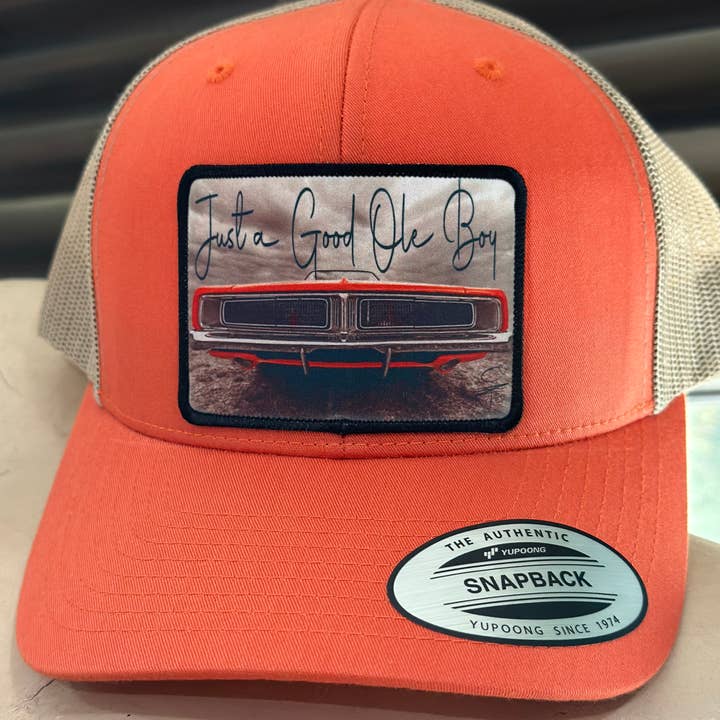 Just a Good Ole Boy
THE AUTHENTIC
YUPOONG
SNAPBACK
YUPOONG SINCE 1974